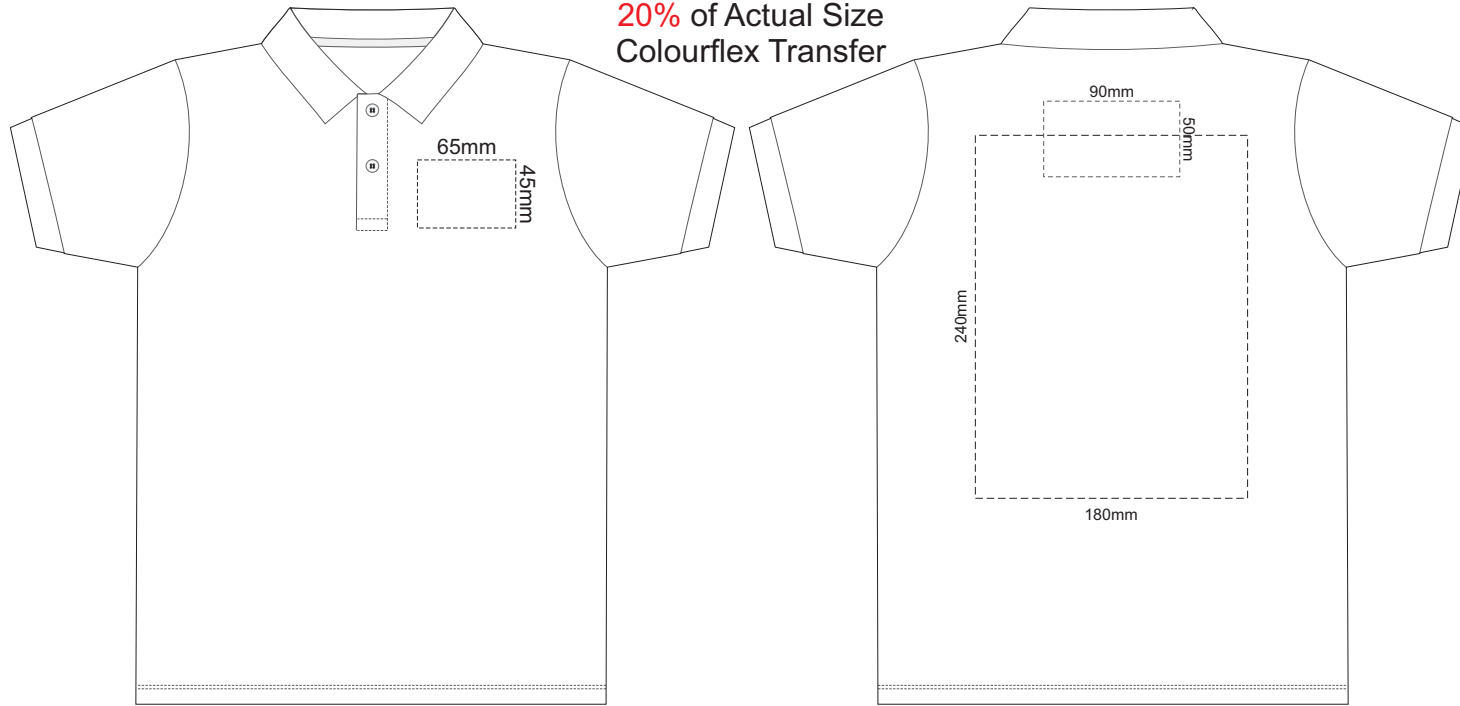 20% of Actual Size
Colourflex Transfer
65mm
45mm
90mm
50mm
240mm
180mm